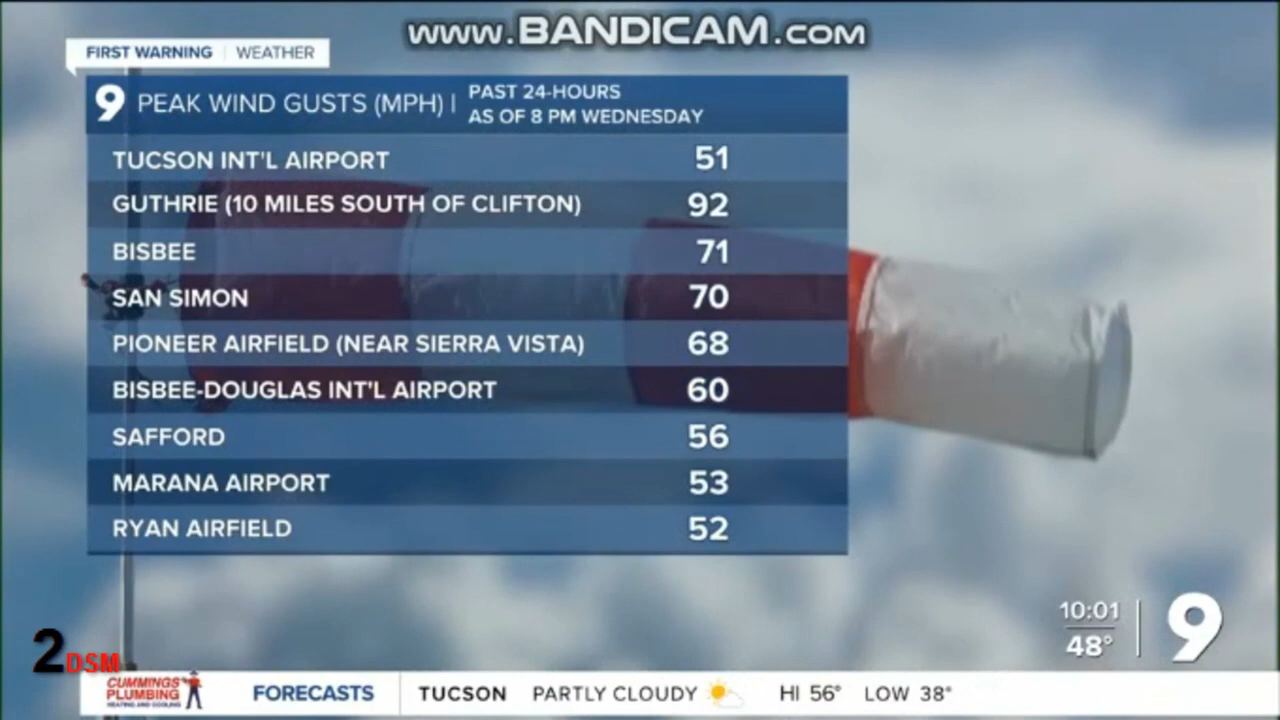 www.BANDICAM.com
FIRST WARNING WEATHER
9 PEAK WIND GUSTS (MPH) | PAST 24-HOURS
AS OF 8 PM WEDNESDAY
TUCSON INT'L AIRPORT 51
GUTHRIE (10 MILES SOUTH OF CLIFTON) 92
BISBEE 71
SAN SIMON 70
PIONEER AIRFIELD (NEAR SIERRA VISTA) 68
BISBEE-DOUGLAS INT'L AIRPORT 60
SAFFORD 56
MARANA AIRPORT 53
RYAN AIRFIELD 52
10:01
48°
9
2DSM
CUMMINGS
PLUMBING
HEATING AND COOLING
FORECASTS TUCSON PARTLY CLOUDY HI 56° LOW 38°